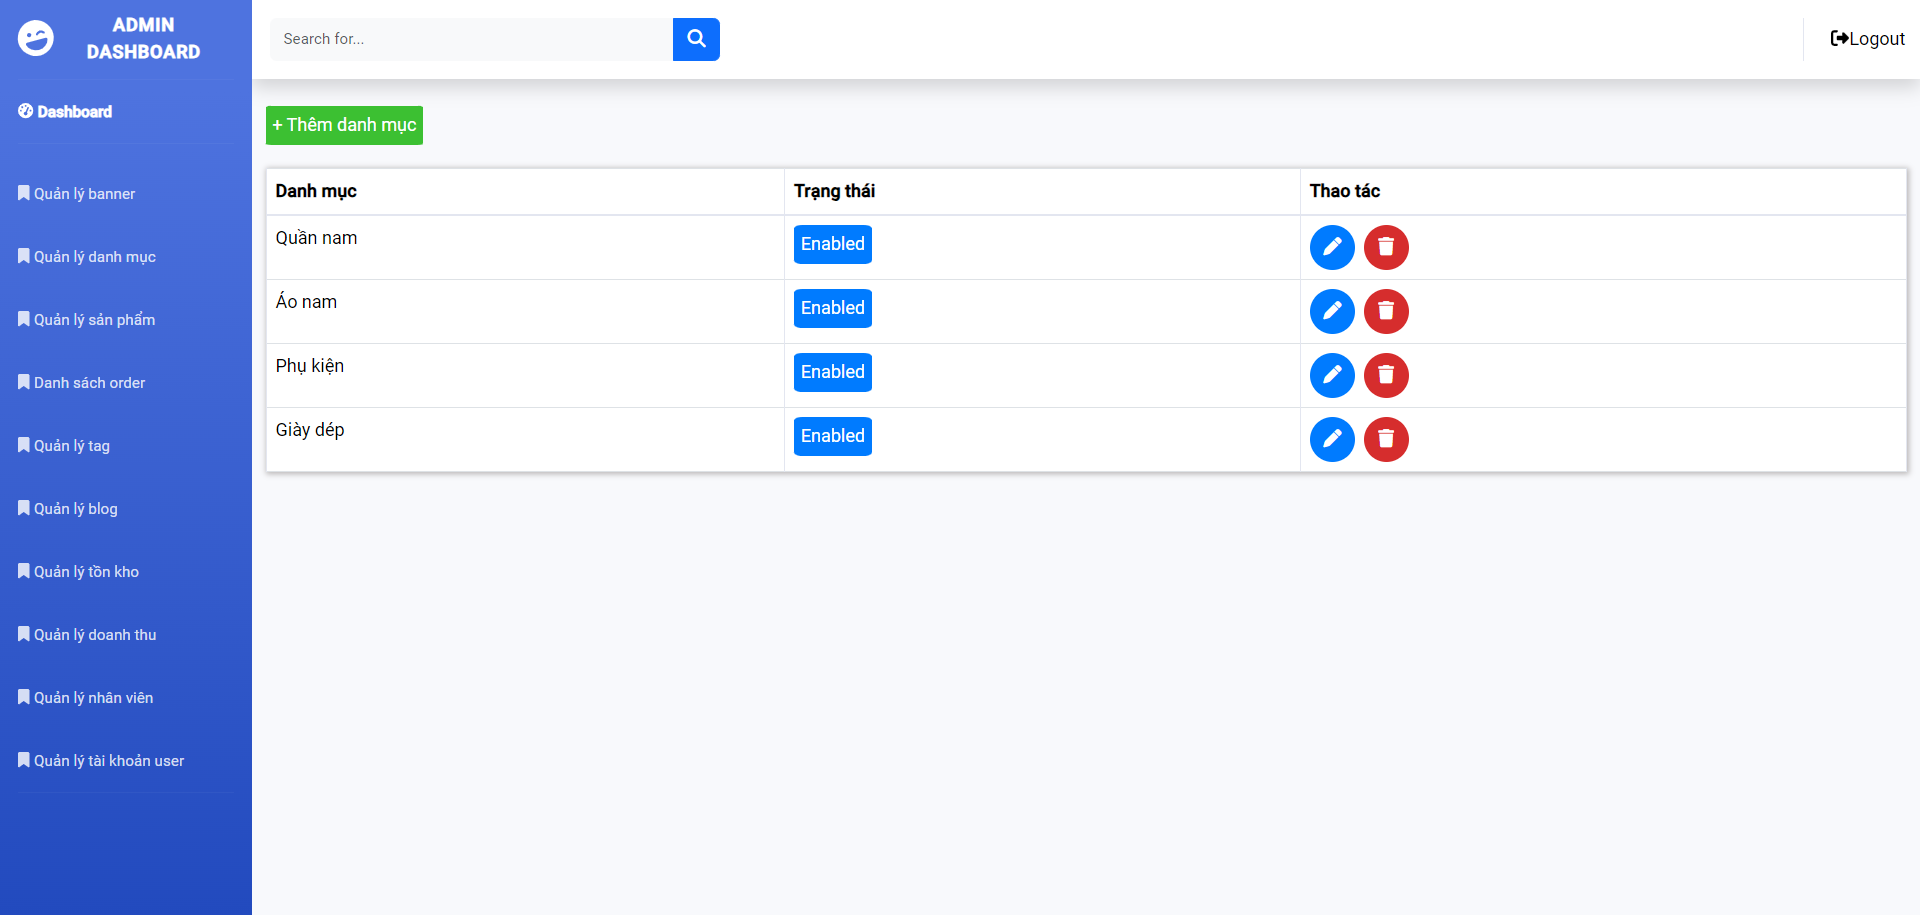 ADMIN
DASHBOARD
Dashboard
Quản lý banner
Quản lý danh mục
Quản lý sản phẩm
Danh sách order
Quản lý tag
Quản lý blog
Quản lý tồn kho
Quản lý doanh thu
Quản lý nhân viên
Quản lý tài khoản user
Search for...
Logout
+ Thêm danh mục
Danh mục Trạng thái Thao tác
Quần nam Enabled
Áo nam Enabled
Phụ kiện Enabled
Giày dép Enabled